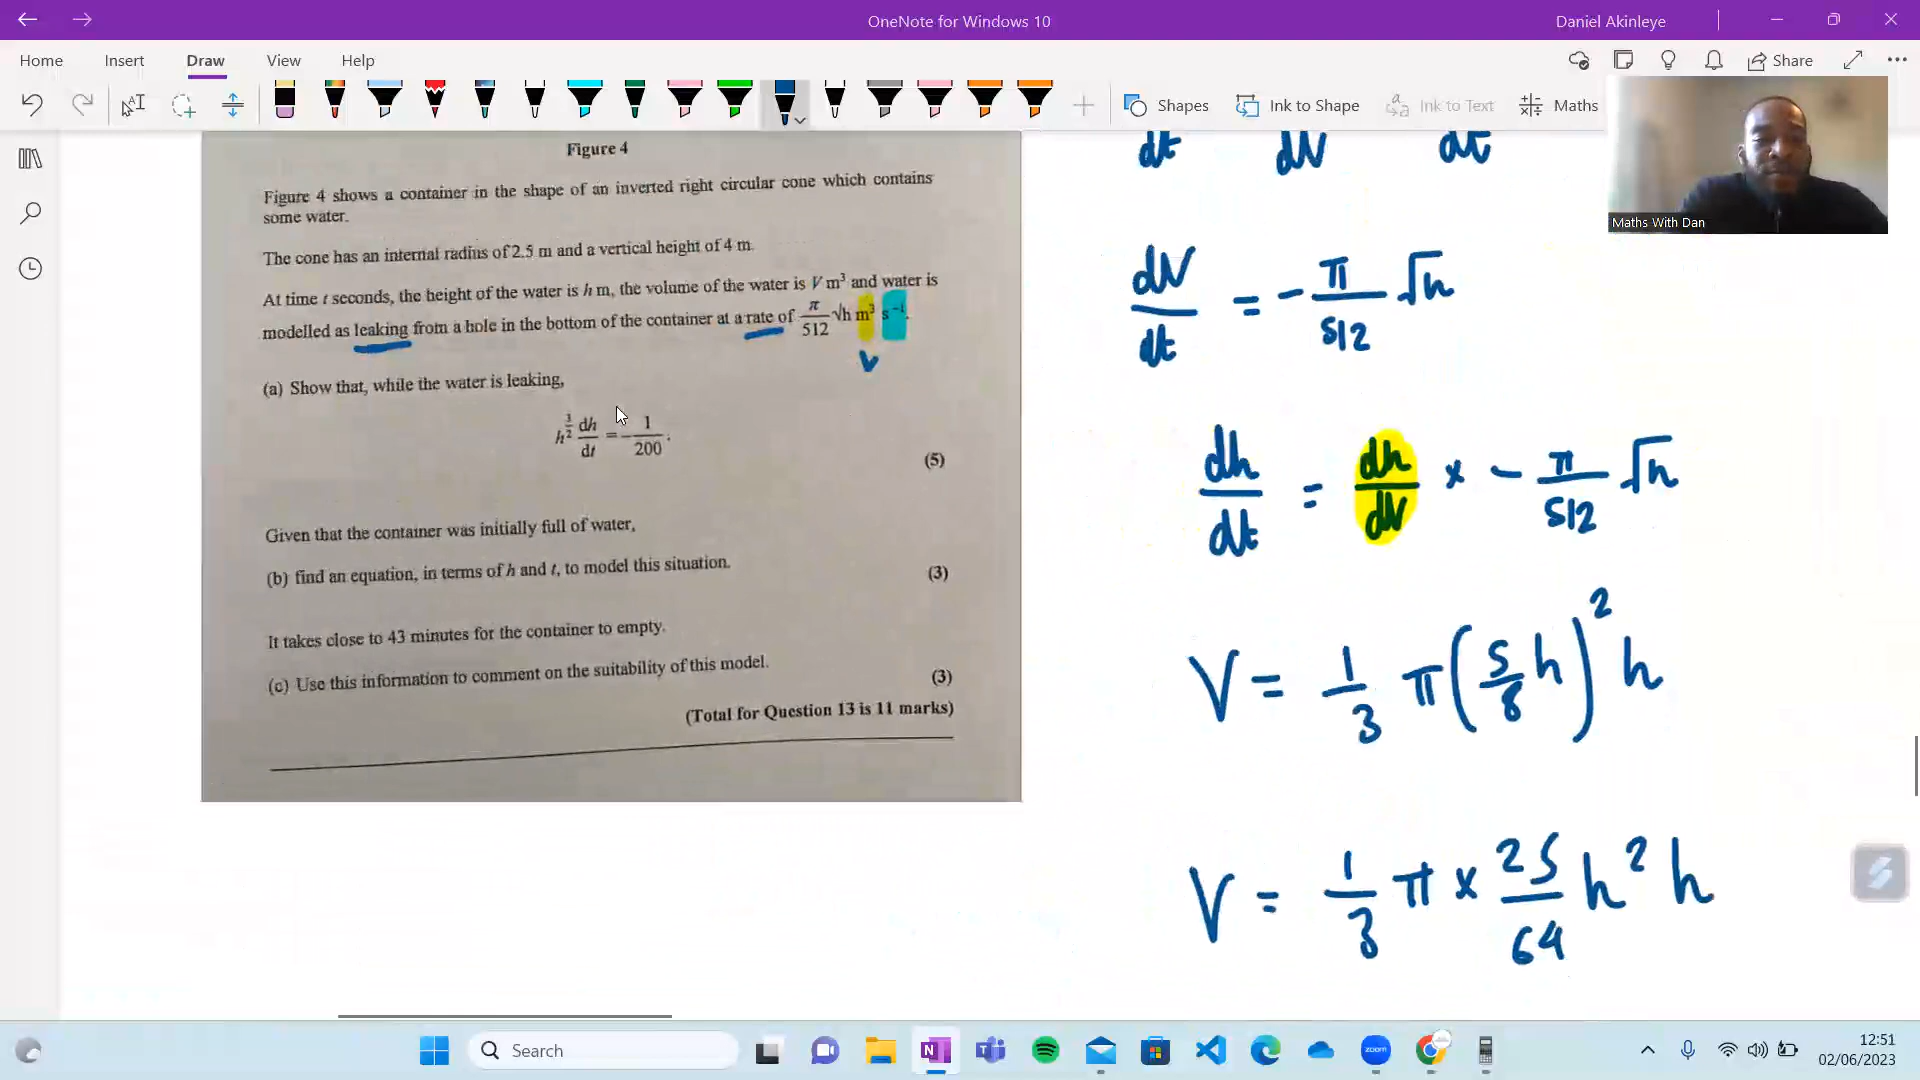 OneNote for Windows 10
Daniel Akinleye
Home Insert Draw View Help
Share
Shapes Ink to Shape Ink to Text Maths
Maths With Dan
Figure 4
Figure 4 shows a container in the shape of an inverted right circular cone which contains
some water.
The cone has an internal radius of 2.5 m and a vertical height of 4 m.
At time t seconds, the height of the water is h m, the volume of the water is V m³ and water is
modelled as leaking from a hole in the bottom of the container at a rate of π/512 √h m³ s⁻¹.
V
(a) Show that, while the water is leaking,
h^(3/2) dh/dt = -1/200.
(5)
Given that the container was initially full of water,
(b) find an equation, in terms of h and t, to model this situation.
(3)
It takes close to 43 minutes for the container to empty.
(c) Use this information to comment on the suitability of this model.
(3)
(Total for Question 13 is 11 marks)
dt dV dt
dV/dt = -π/512 √h
dh/dt = dh/dV × -π/512 √h
V = 1/3 π(5/8 h)² h
V = 1/3 π × 25/64 h² h
Search
zoom
12:51
02/06/2023